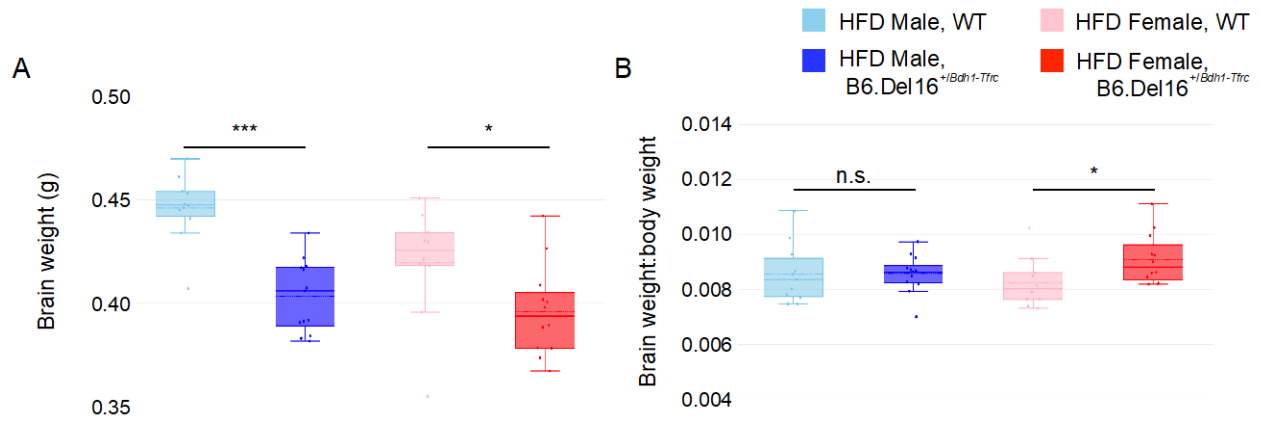 HFD Male, WT
HFD Female, WT
HFD Male,
B6.Del16+/Bdh1-Tfrc
HFD Female,
B6.Del16+/Bdh1-Tfrc
A
Brain weight (g)
0.50
0.45
0.40
0.35
***
*
B
Brain weight:body weight
0.014
0.012
0.010
0.008
0.006
0.004
n.s.
*